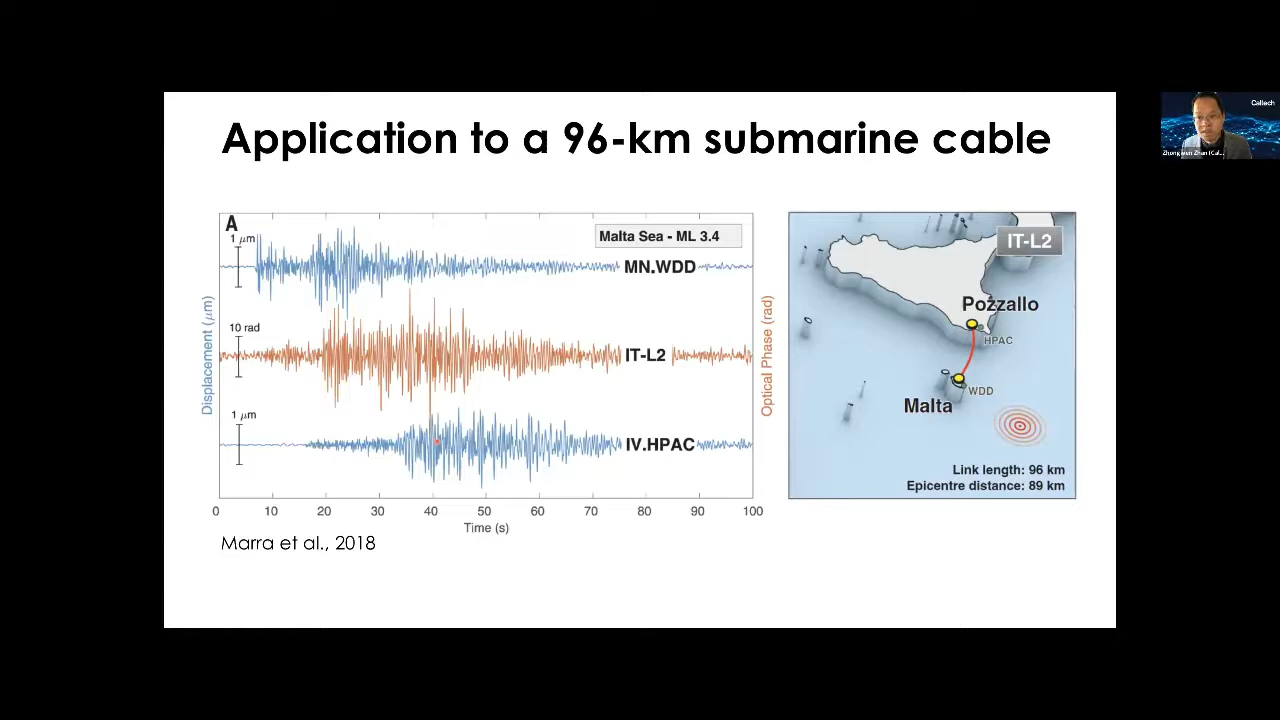 Application to a 96-km submarine cable
A
1 μm
Malta Sea - ML 3.4
MN.WDD
10 rad
IT-L2
1 μm
IV.HPAC
Displacement (μm)
Optical Phase (rad)
0 10 20 30 40 50 60 70 80 90 100
Time (s)
Marra et al., 2018
IT-L2
Pozzallo
HPAC
WDD
Malta
Link length: 96 km
Epicentre distance: 89 km
Caltech
Zhongwen Zhan (Cal...